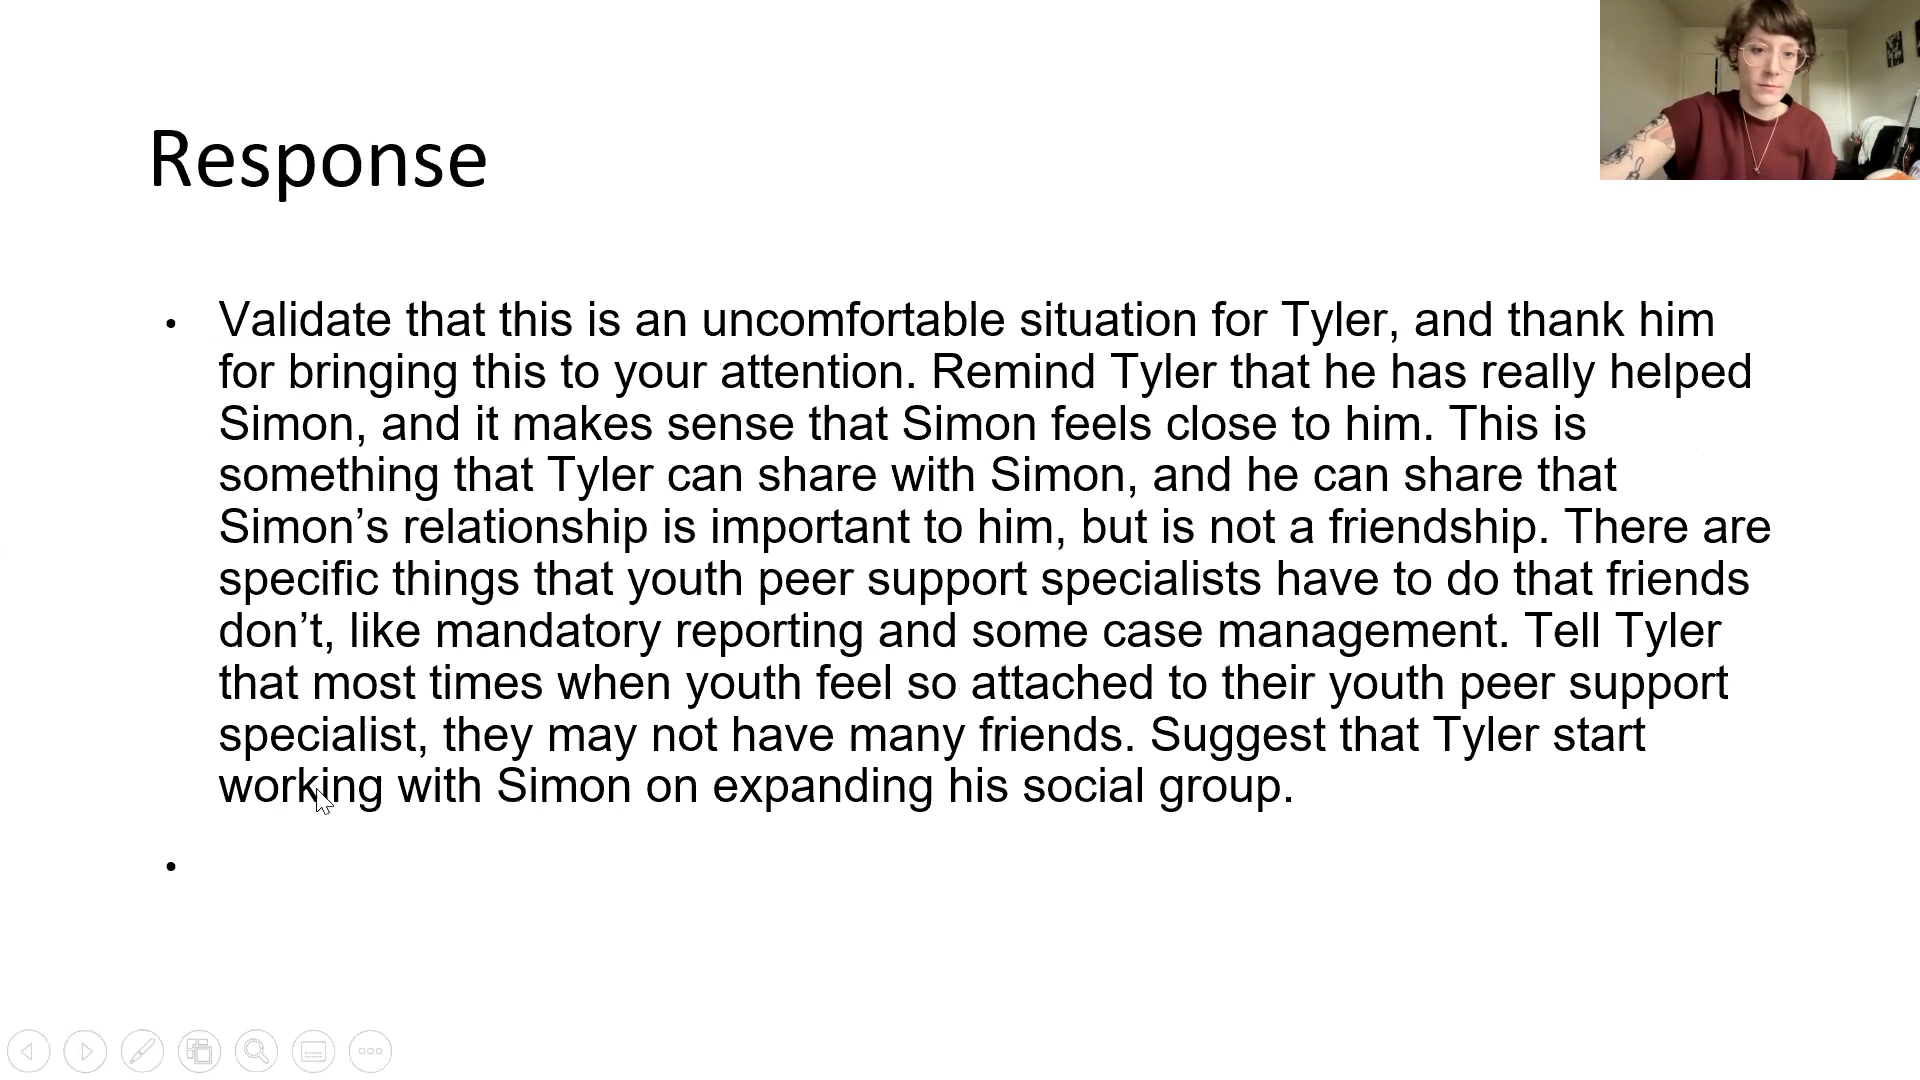 Response
• Validate that this is an uncomfortable situation for Tyler, and thank him
for bringing this to your attention. Remind Tyler that he has really helped
Simon, and it makes sense that Simon feels close to him. This is
something that Tyler can share with Simon, and he can share that
Simon’s relationship is important to him, but is not a friendship. There are
specific things that youth peer support specialists have to do that friends
don’t, like mandatory reporting and some case management. Tell Tyler
that most times when youth feel so attached to their youth peer support
specialist, they may not have many friends. Suggest that Tyler start
working with Simon on expanding his social group.
•